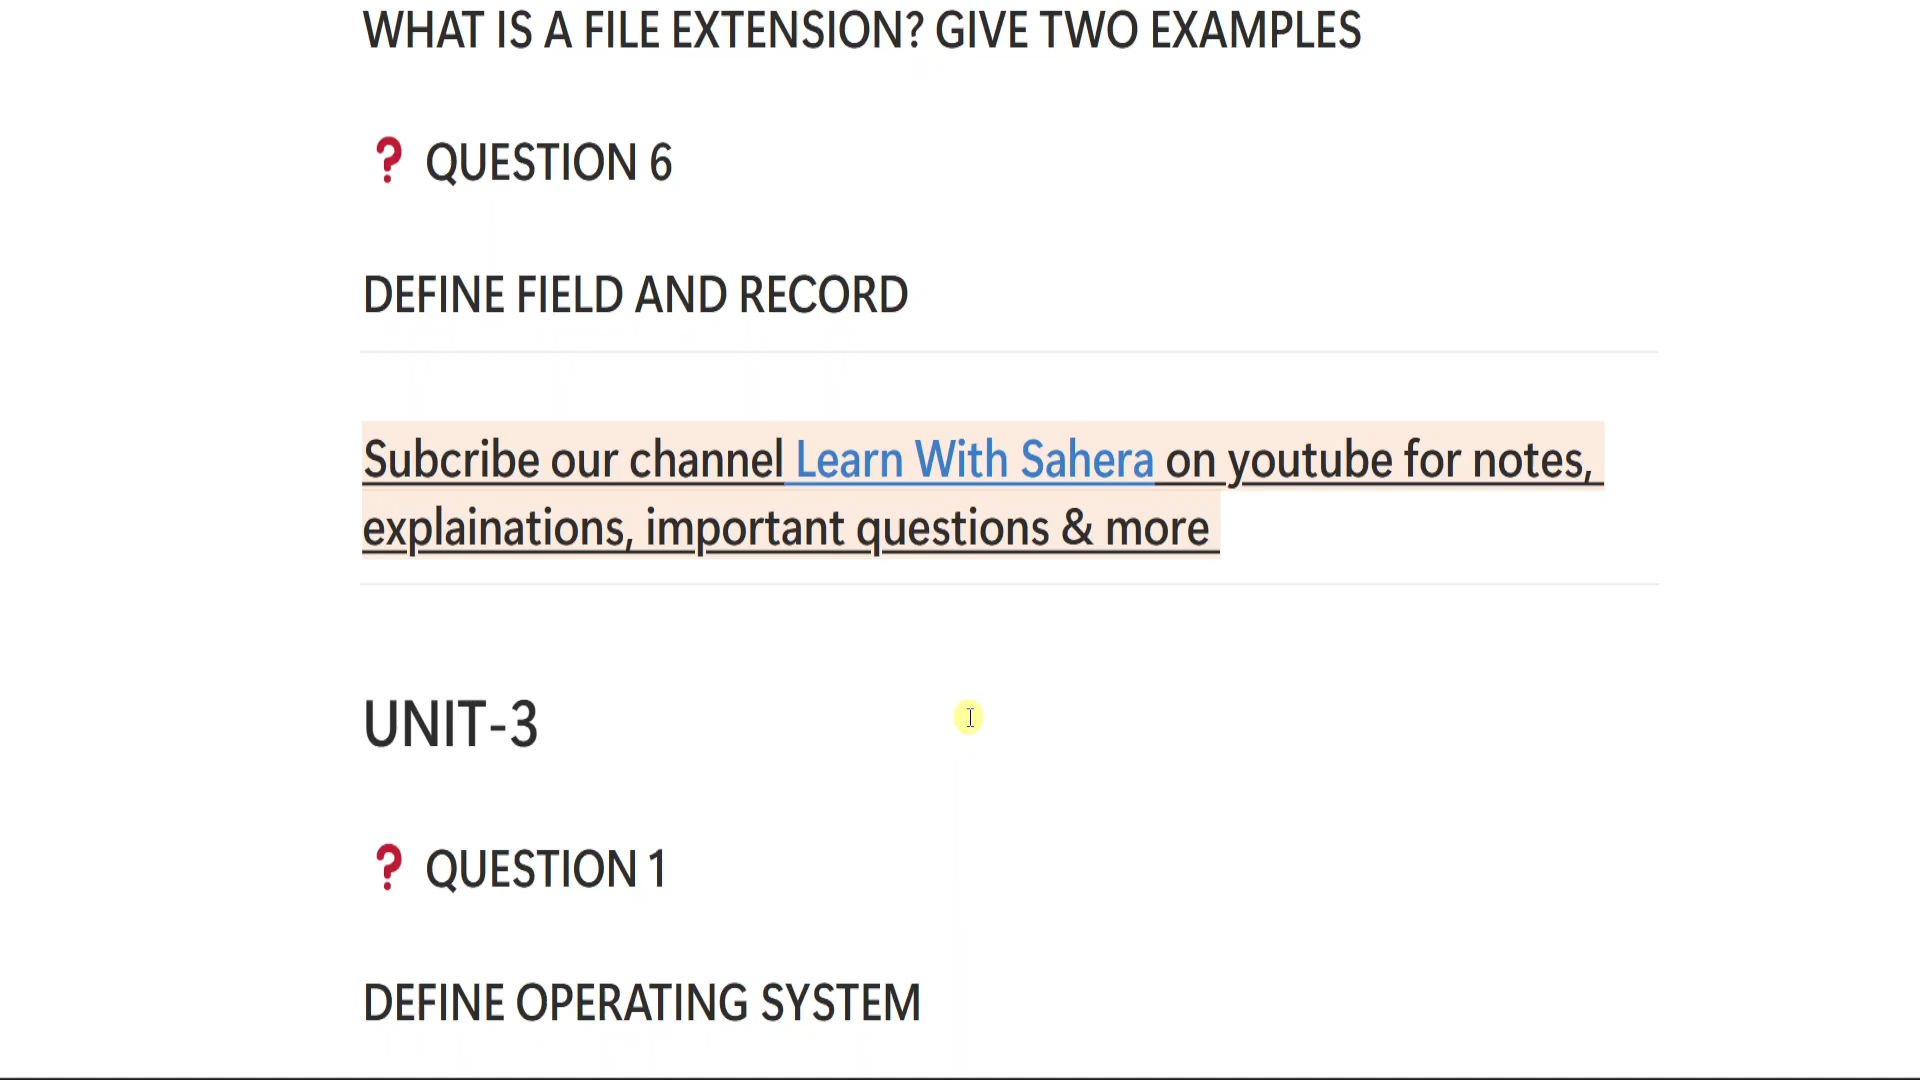 WHAT IS A FILE EXTENSION? GIVE TWO EXAMPLES
❓ QUESTION 6
DEFINE FIELD AND RECORD
Subcribe our channel Learn With Sahera on youtube for notes,
explainations, important questions & more
UNIT-3
❓ QUESTION 1
DEFINE OPERATING SYSTEM